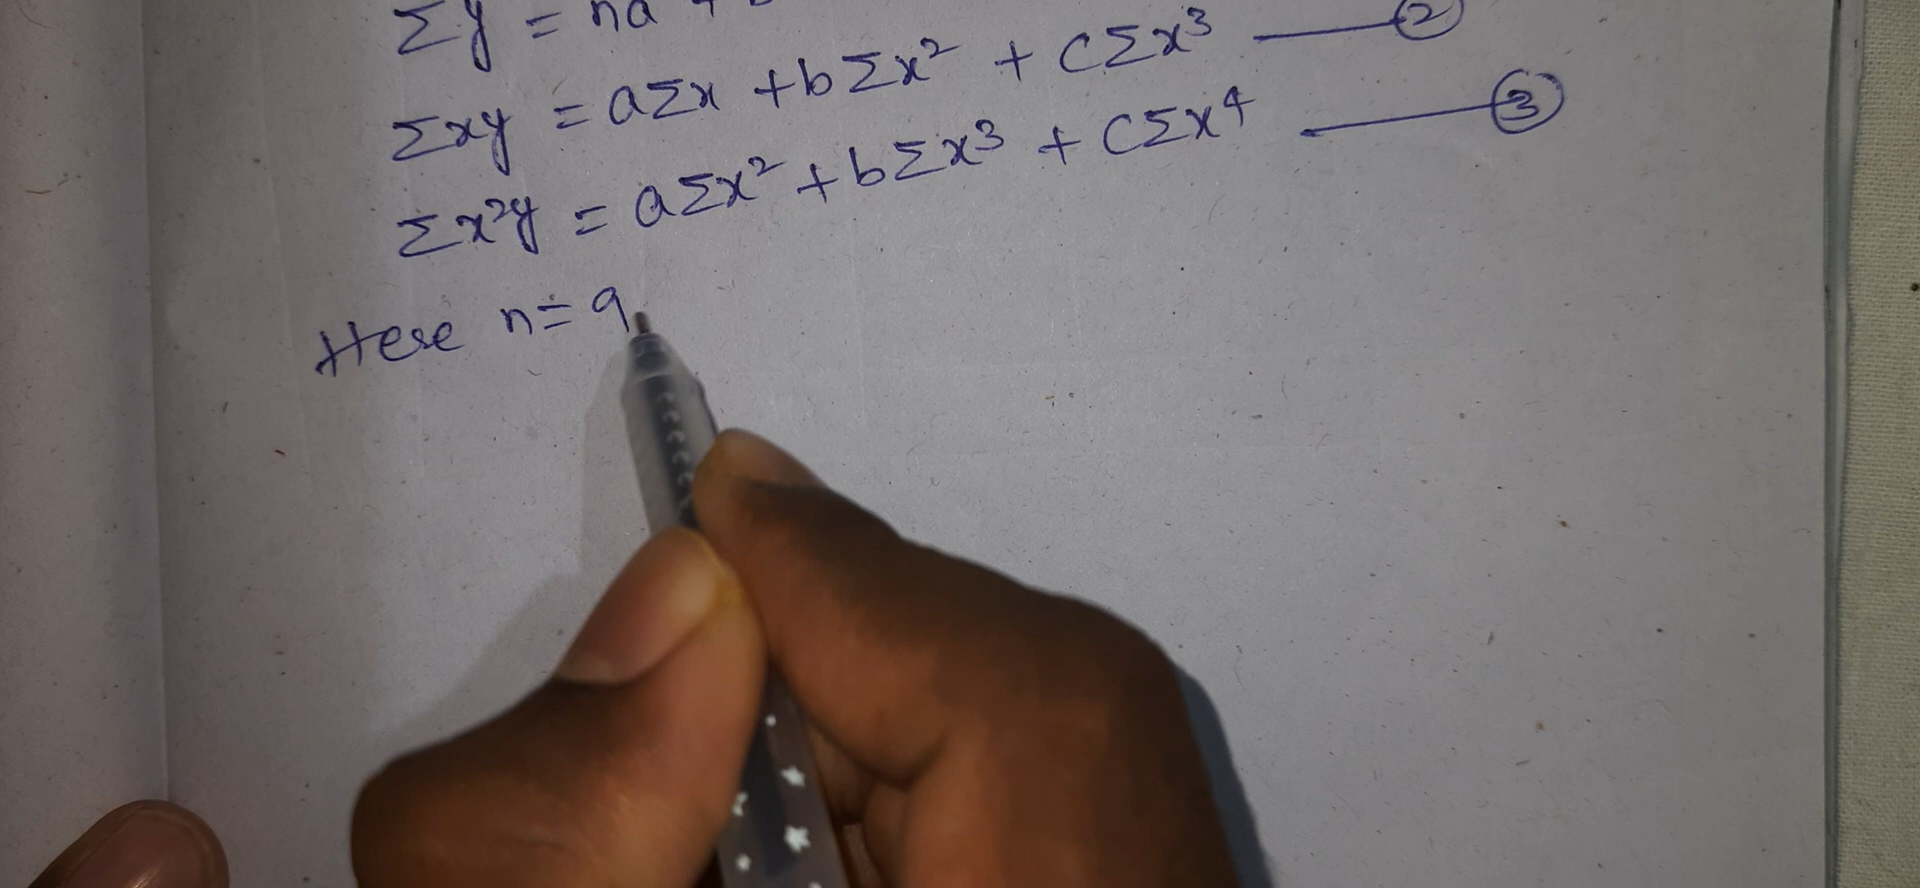 Σy = na +
Σxy = aΣx + bΣx² + cΣx³ —— ②
Σx²y = aΣx² + bΣx³ + cΣx⁴ —— ③
Here n = 9